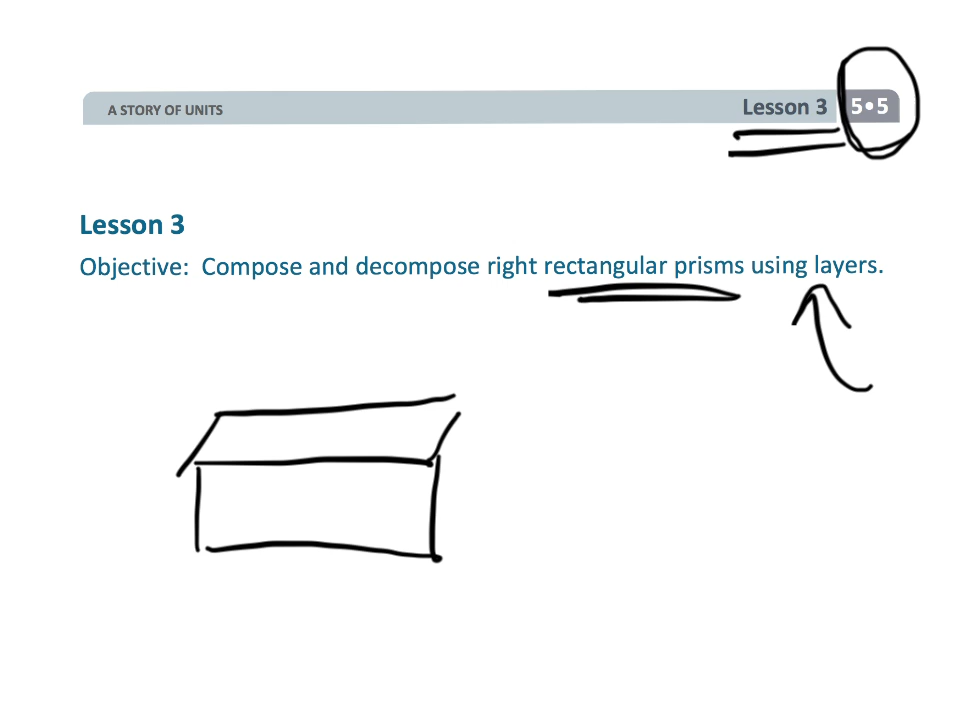 A STORY OF UNITS
Lesson 3 5•5
Lesson 3
Objective: Compose and decompose right rectangular prisms using layers.